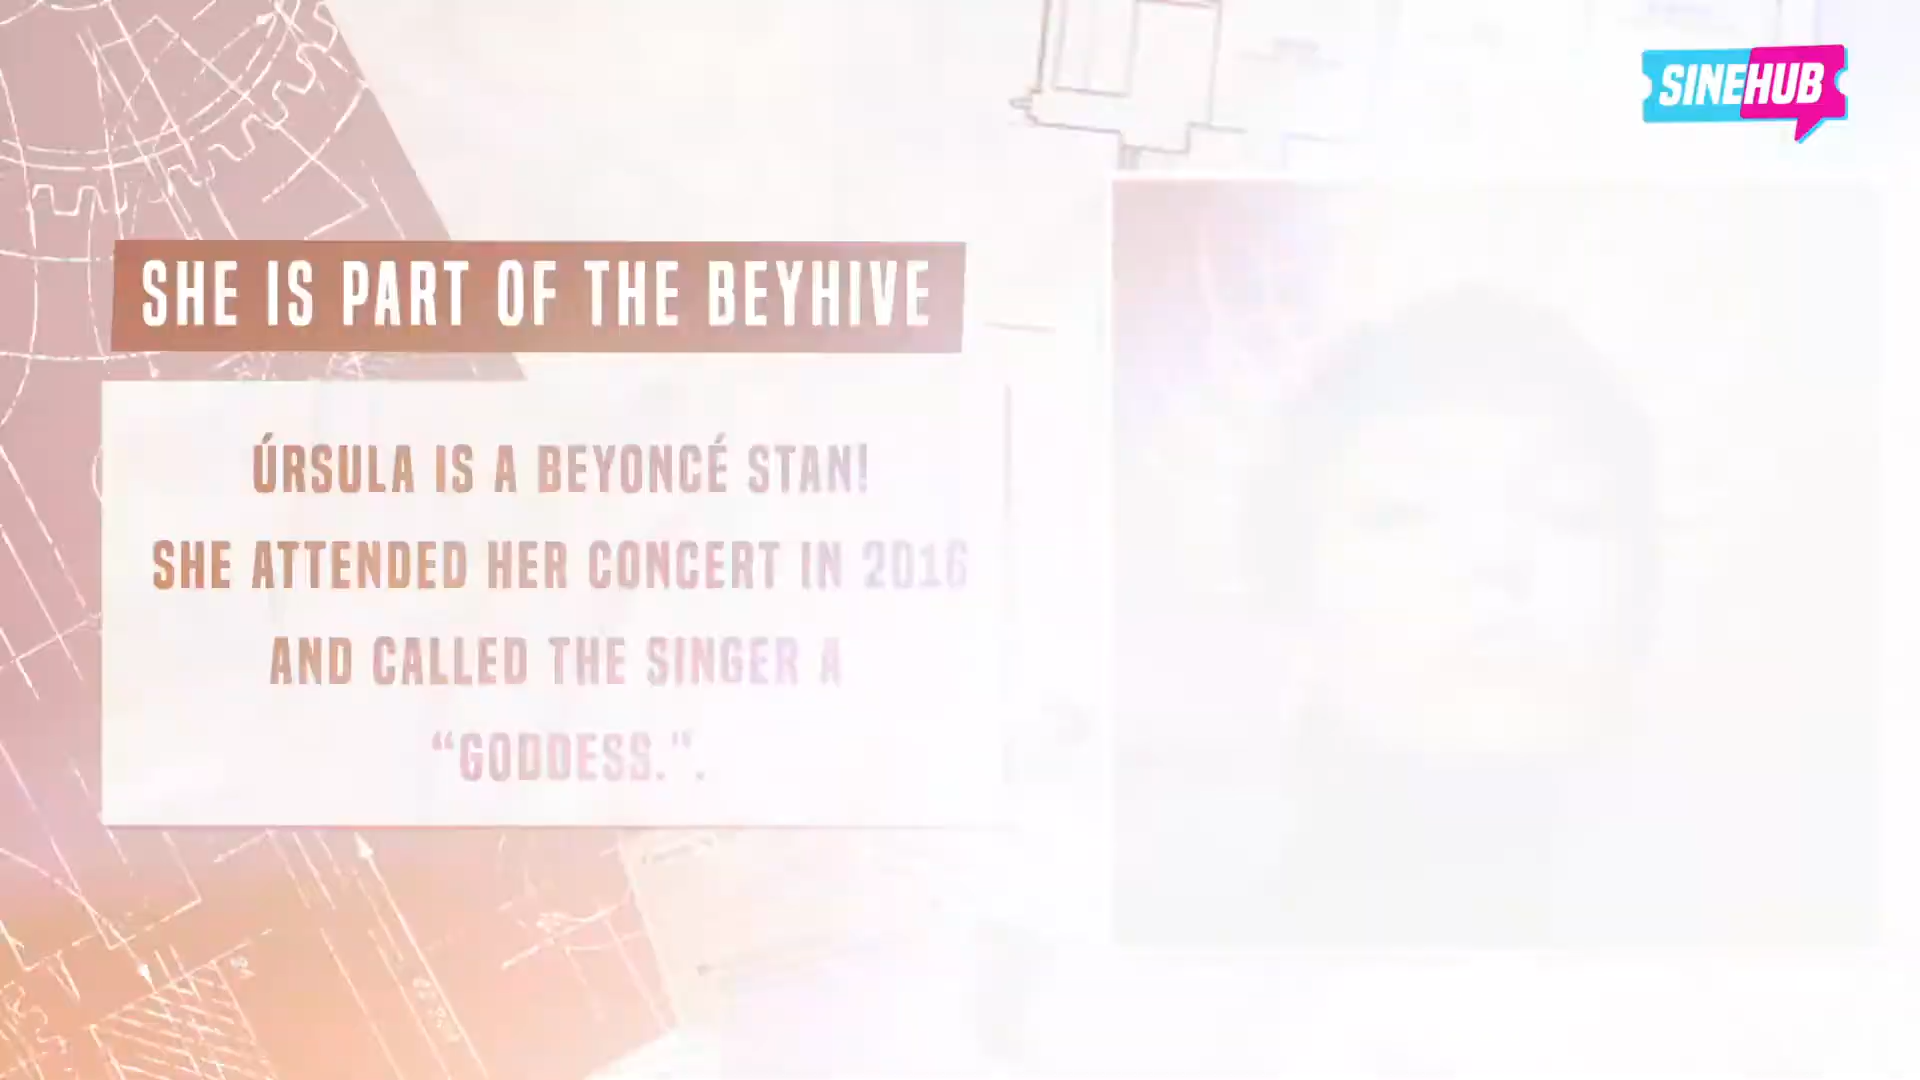 SINEHUB
SHE IS PART OF THE BEYHIVE
ÚRSULA IS A BEYONCÉ STAN!
SHE ATTENDED HER CONCERT IN 2016
AND CALLED THE SINGER A
“GODDESS.”.